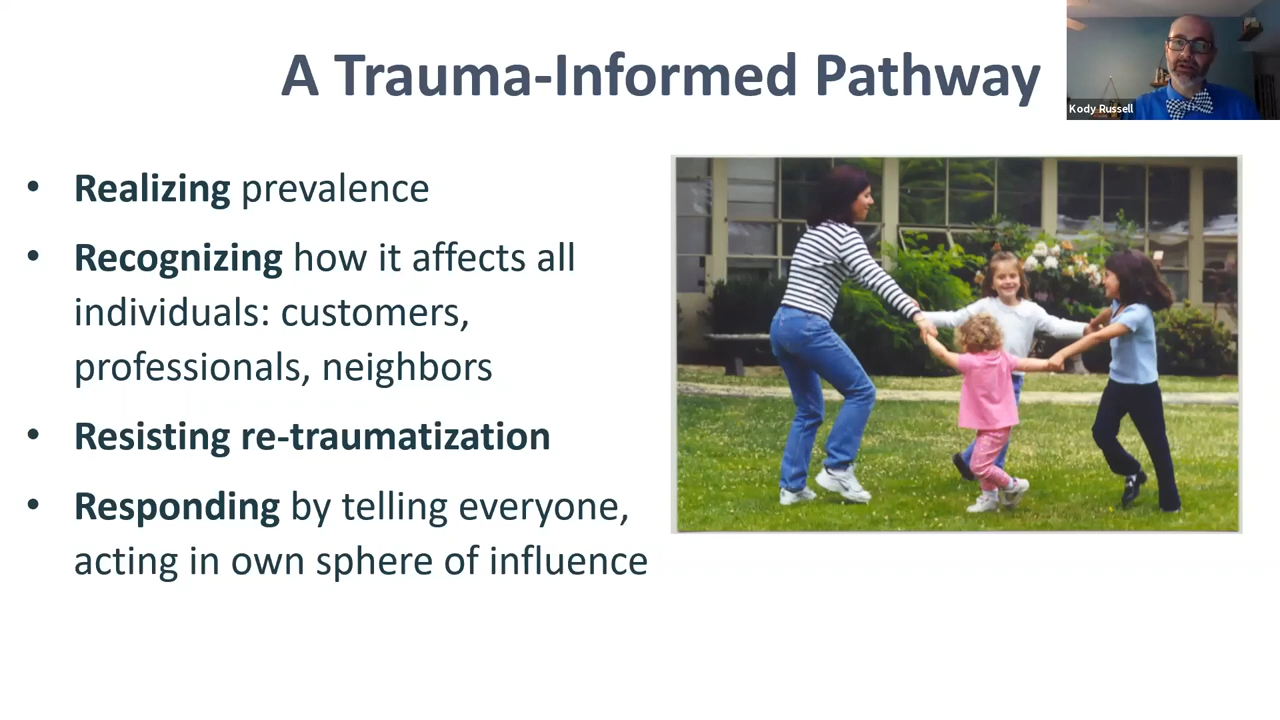 A Trauma-Informed Pathway
Kody Russell
• Realizing prevalence
• Recognizing how it affects all
individuals: customers,
professionals, neighbors
• Resisting re-traumatization
• Responding by telling everyone,
acting in own sphere of influence